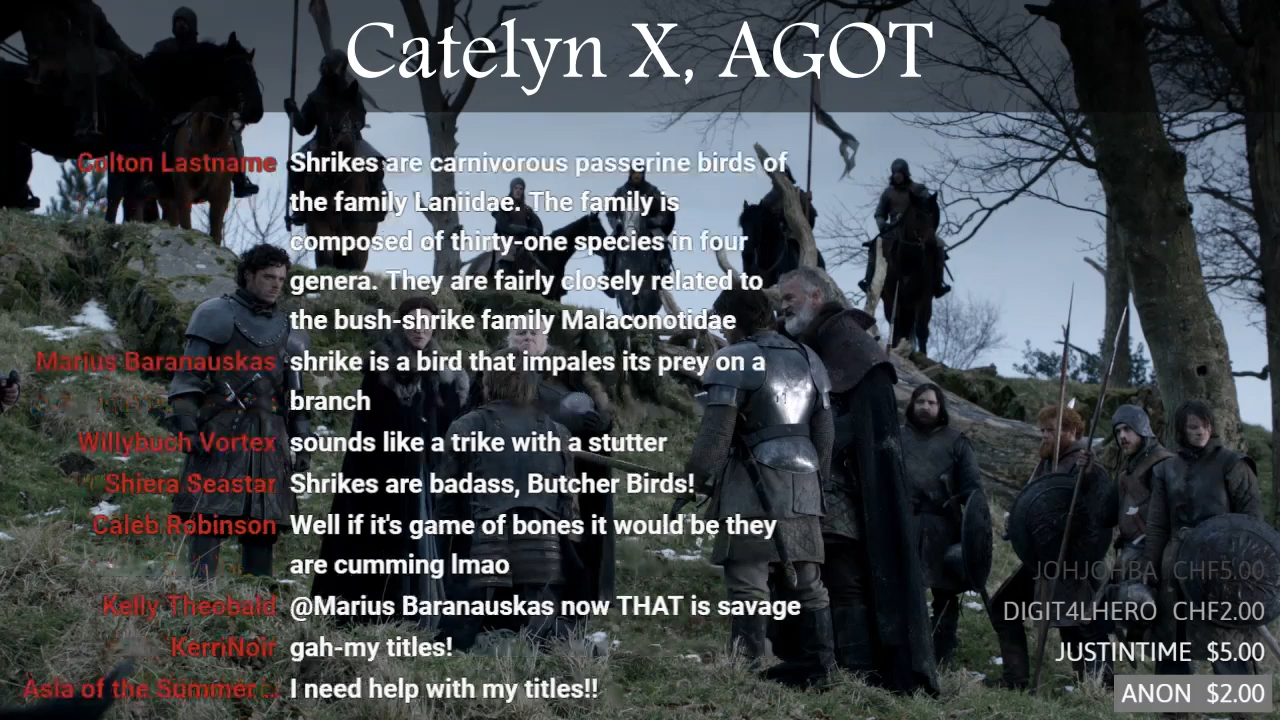 Catelyn X, AGOT
Colton Lastname Shrikes are carnivorous passerine birds of
the family Laniidae. The family is
composed of thirty-one species in four
genera. They are fairly closely related to
the bush-shrike family Malaconotidae
Marius Baranauskas shrike is a bird that impales its prey on a
branch
Willybuch Vortex sounds like a trike with a stutter
Shiera Seastar Shrikes are badass, Butcher Birds!
Caleb Robinson Well if it's game of bones it would be they
are cumming lmao
Kelly Theobald @Marius Baranauskas now THAT is savage
KerriNoir gah-my titles!
Asia of the Summer ... I need help with my titles!!
JOHJOHBA CHF5.00
DIGIT4LHERO CHF2.00
JUSTINTIME $5.00
ANON $2.00